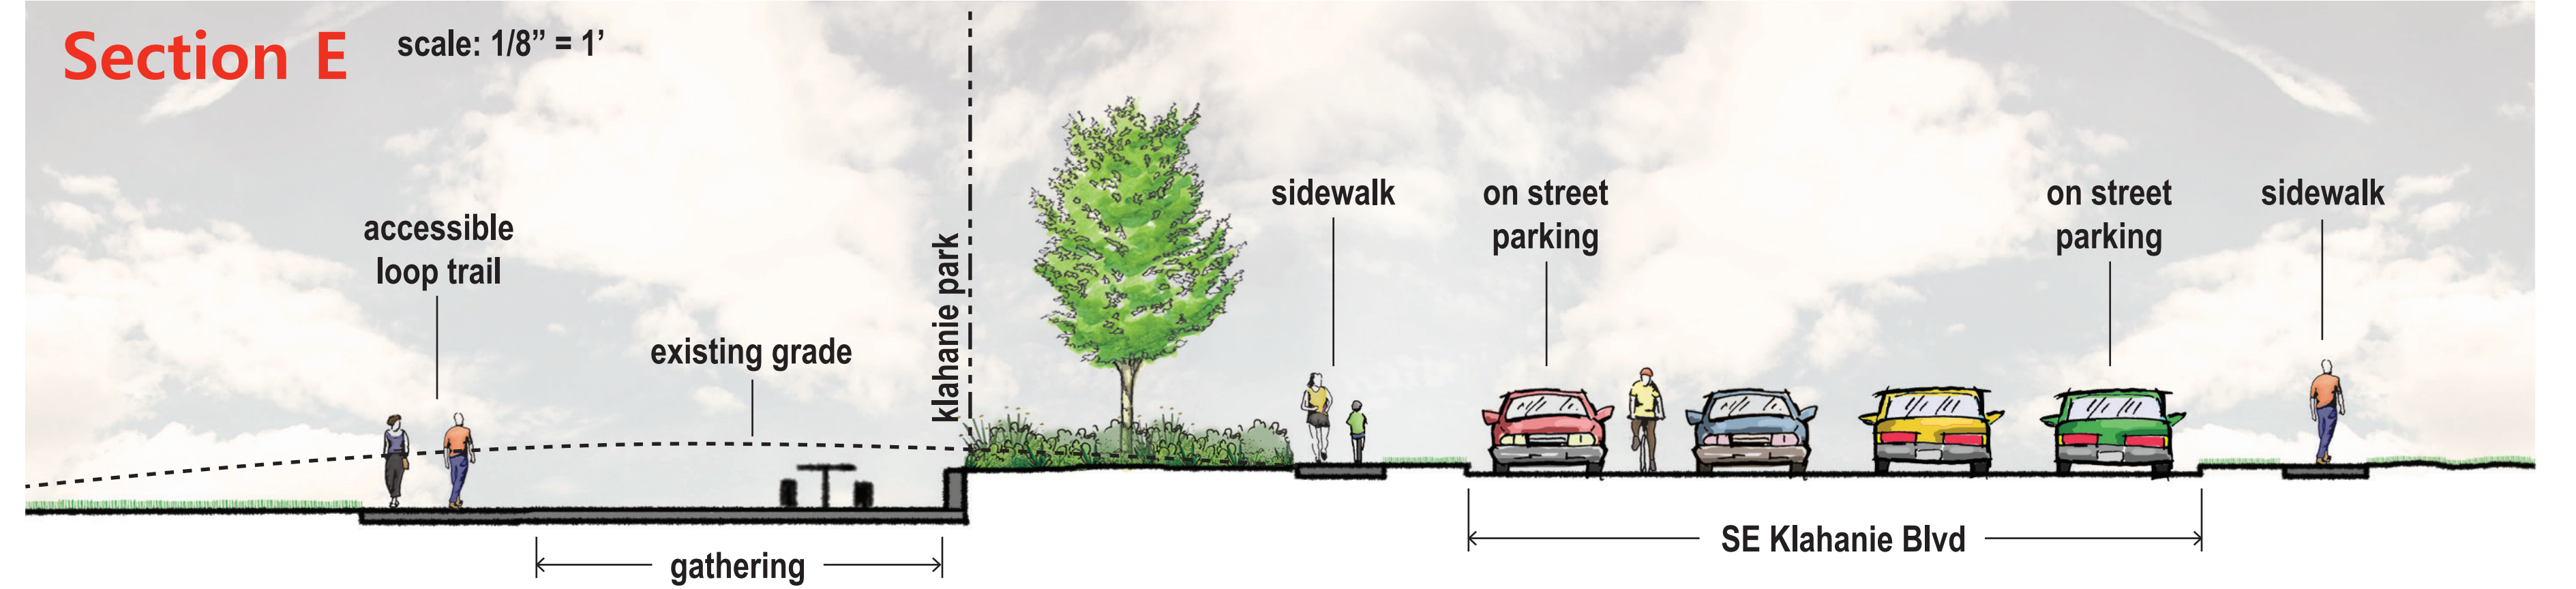 Section E
scale: 1/8” = 1’
accessible
loop trail
existing grade
klahanie park
sidewalk
on street
parking
on street
parking
sidewalk
gathering
SE Klahanie Blvd